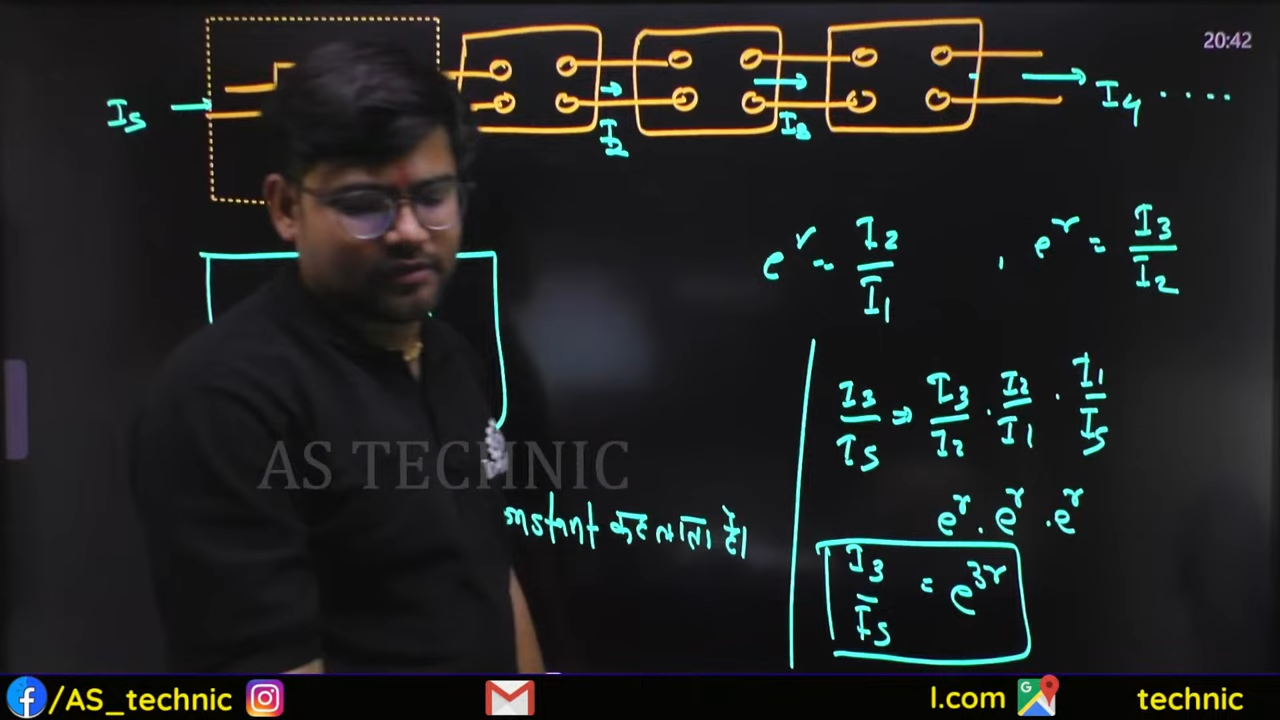 20:42
Is → I2 → I3 → I4 ....
e^r = I2/I1 , e^r = I3/I2
I3/Is ⇒ I3/I2 . I2/I1 . I1/Is
e^r . e^r . e^r
nstant कहलाता है।
I3/Is = e^3r
AS TECHNIC
/AS_technic
l.com
technic